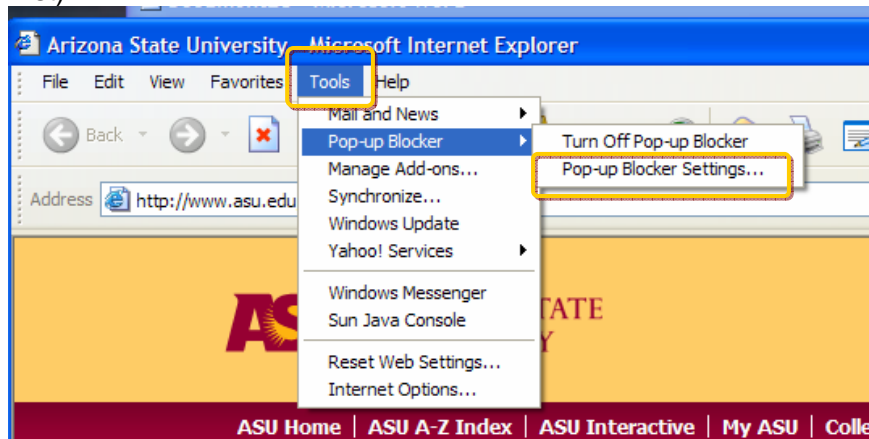 Arizona State University - Microsoft Internet Explorer
File Edit View Favorites Tools Help
Back
Mail and News
Pop-up Blocker
Turn Off Pop-up Blocker
Manage Add-ons...
Pop-up Blocker Settings...
Address http://www.asu.edu
Synchronize...
Windows Update
Yahoo! Services
Windows Messenger
Sun Java Console
Reset Web Settings...
Internet Options...
ASU Home | ASU A-Z Index | ASU Interactive | My ASU | Colle